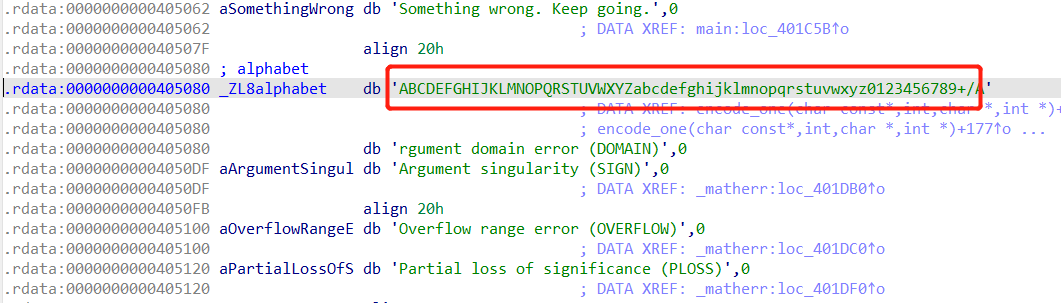 .rdata:0000000000405062 aSomethingWrong db 'Something wrong. Keep going.',0
.rdata:0000000000405062 ; DATA XREF: main:loc_401C5B↑o
.rdata:000000000040507F align 20h
.rdata:0000000000405080 ; alphabet
.rdata:0000000000405080 _ZL8alphabet db 'ABCDEFGHIJKLMNOPQRSTUVWXYZabcdefghijklmnopqrstuvwxyz0123456789+/A'
.rdata:0000000000405080 ; DATA XREF: encode_one(char const*,int,char *,int *)+
.rdata:0000000000405080 ; encode_one(char const*,int,char *,int *)+177↑o ...
.rdata:0000000000405080 db 'rgument domain error (DOMAIN)',0
.rdata:00000000004050DF aArgumentSingul db 'Argument singularity (SIGN)',0
.rdata:00000000004050DF ; DATA XREF: _matherr:loc_401DB0↑o
.rdata:00000000004050FB align 20h
.rdata:0000000000405100 aOverflowRangeE db 'Overflow range error (OVERFLOW)',0
.rdata:0000000000405100 ; DATA XREF: _matherr:loc_401DC0↑o
.rdata:0000000000405120 aPartialLossOfS db 'Partial loss of significance (PLOSS)',0
.rdata:0000000000405120 ; DATA XREF: _matherr:loc_401DF0↑o